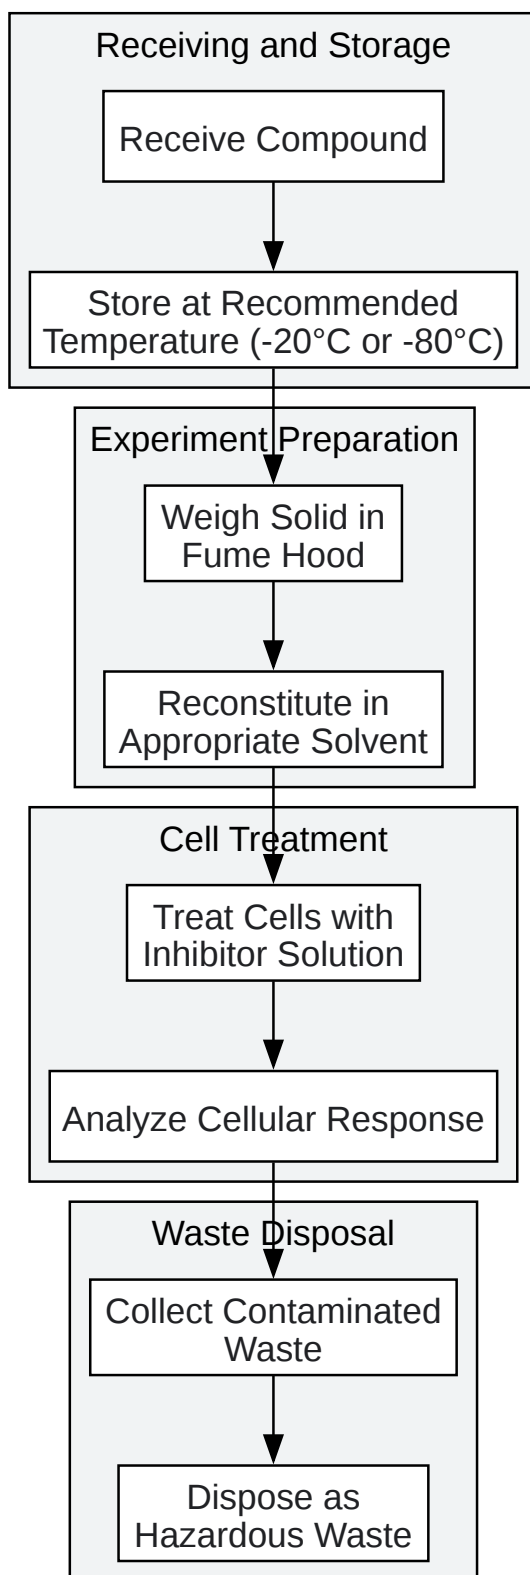 Receiving and Storage
Receive Compound
Store at Recommended
Temperature (-20°C or -80°C)
Experiment Preparation
Weigh Solid in
Fume Hood
Reconstitute in
Appropriate Solvent
Cell Treatment
Treat Cells with
Inhibitor Solution
Analyze Cellular Response
Waste Disposal
Collect Contaminated
Waste
Dispose as
Hazardous Waste